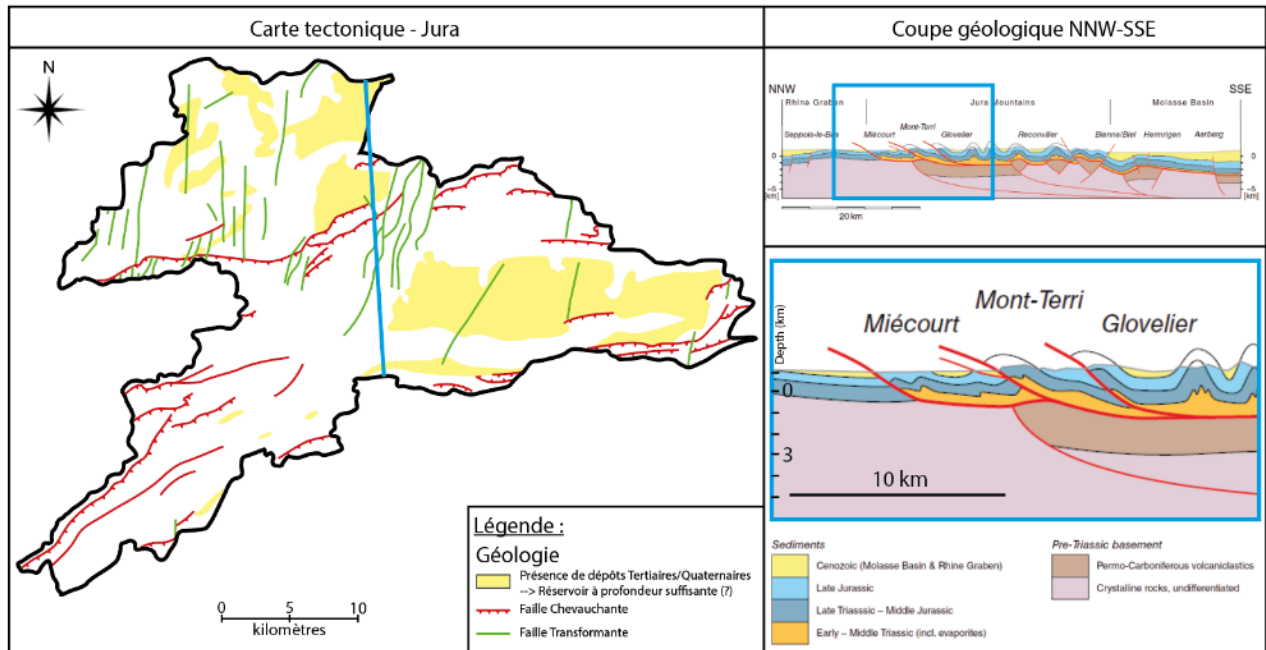 Carte tectonique - Jura
N
0 5 10
kilomètres
Légende :
Géologie
Présence de dépôts Tertiaires/Quaternaires
--> Réservoir à profondeur suffisante (?)
Faille Chevauchante
Faille Transformante
Coupe géologique NNW-SSE
NNW SSE
Rhine Graben Jura Mountains Molasse Basin
Seppois-le-Bas Miécourt Mont-Terri Glovelier Reconvilier Bienne/Biel Hermrigen Aarberg
0 0
–5 –5
[km] [km]
20 km
Depth (km)
Mont-Terri
Miécourt Glovelier
0
3
10 km
Sediments
Cenozoic (Molasse Basin & Rhine Graben)
Late Jurassic
Late Triasssic – Middle Jurassic
Early – Middle Triassic (incl. evaporites)
Pre-Triassic basement
Permo-Carboniferous volcaniclastics
Crystalline rocks, undifferentiated